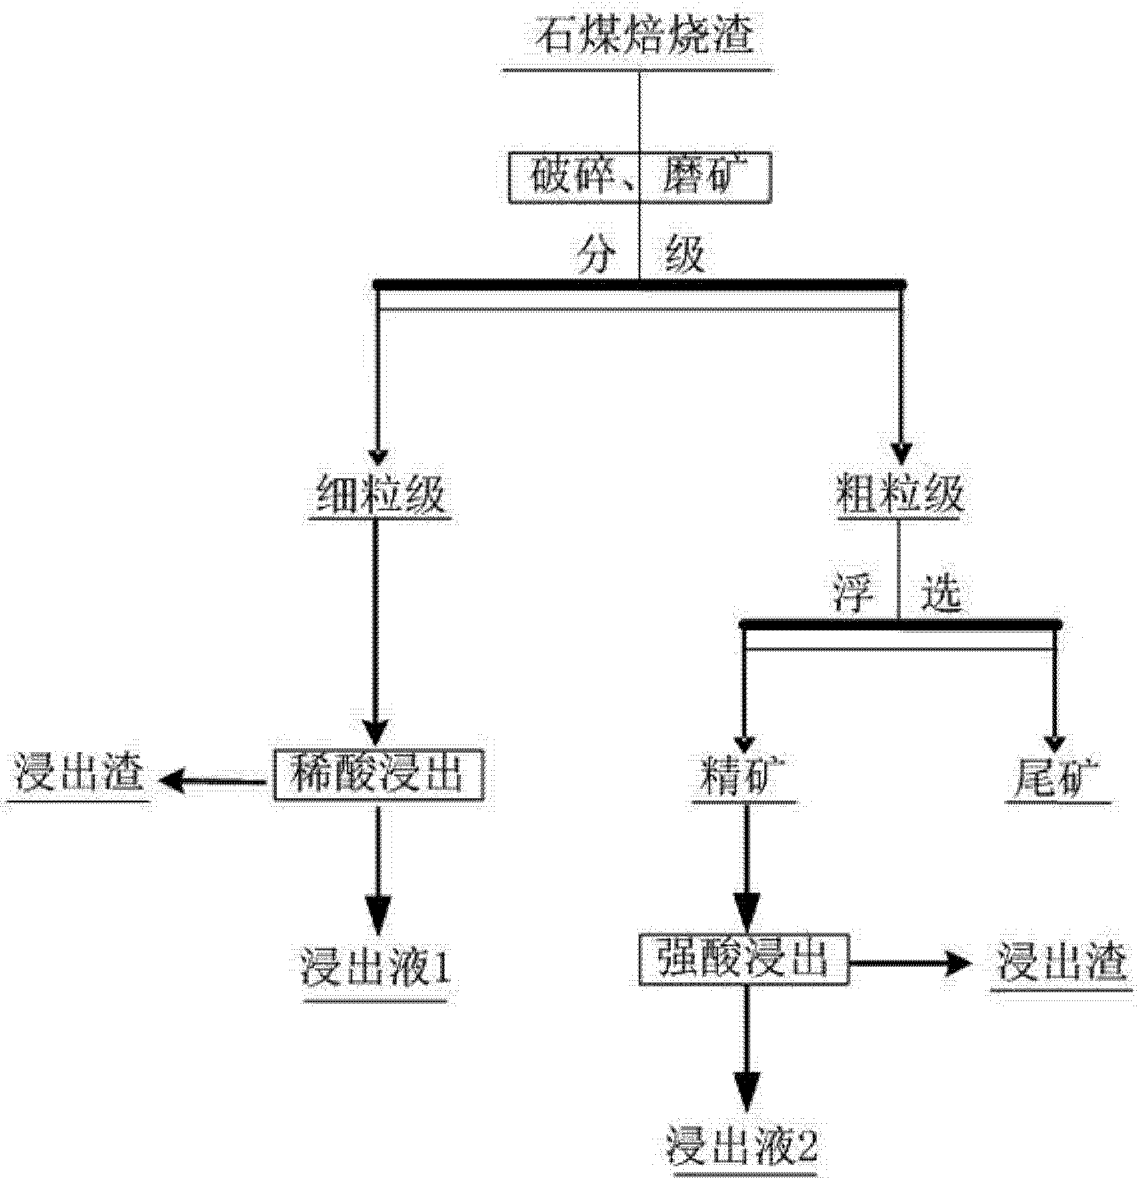 石煤焙烧渣
破碎、磨矿
分 级
细粒级
粗粒级
浮 选
浸出渣
稀酸浸出
精矿
尾矿
浸出液1
强酸浸出
浸出渣
浸出液2